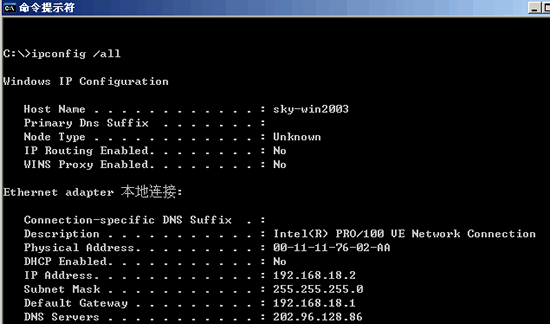 命令提示符
C:\>ipconfig /all
Windows IP Configuration
Host Name . . . . . . . . . . . . : sky-win2003
Primary Dns Suffix  . . . . . . . :
Node Type . . . . . . . . . . . . : Unknown
IP Routing Enabled. . . . . . . . : No
WINS Proxy Enabled. . . . . . . . : No
Ethernet adapter 本地连接:
Connection-specific DNS Suffix  . :
Description . . . . . . . . . . . : Intel(R) PRO/100 VE Network Connection
Physical Address. . . . . . . . . : 00-11-11-76-02-AA
DHCP Enabled. . . . . . . . . . . : No
IP Address. . . . . . . . . . . . : 192.168.18.2
Subnet Mask . . . . . . . . . . . : 255.255.255.0
Default Gateway . . . . . . . . . : 192.168.18.1
DNS Servers . . . . . . . . . . . : 202.96.128.86